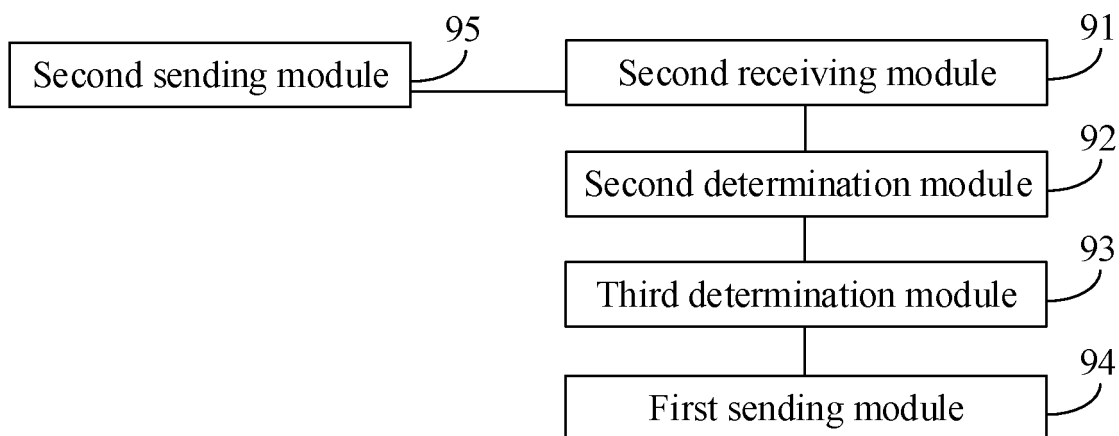 95
Second sending module
91
Second receiving module
92
Second determination module
93
Third determination module
94
First sending module